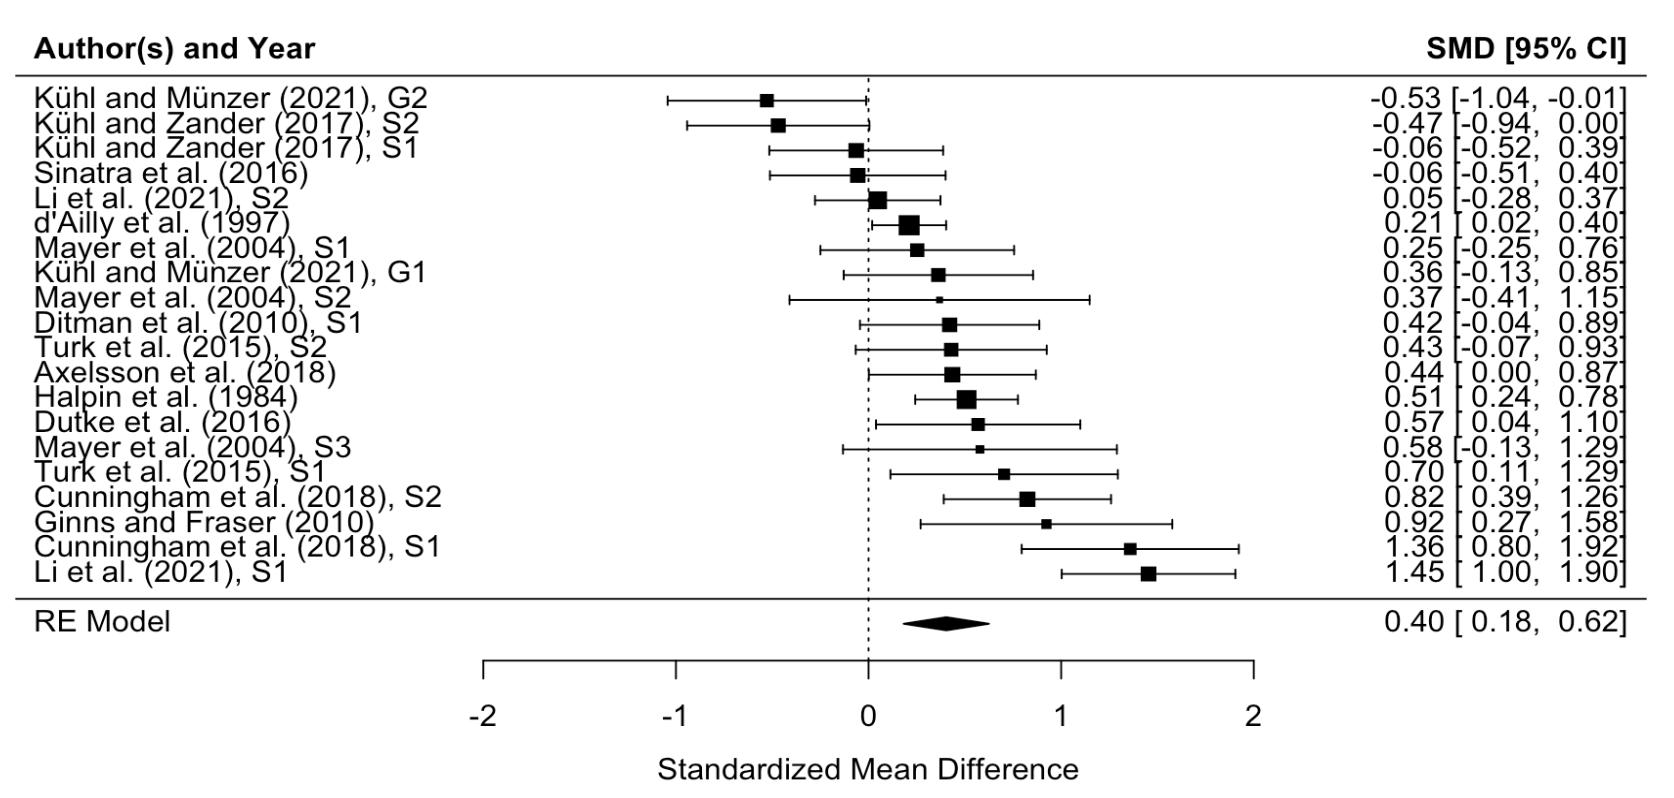 Author(s) and Year SMD [95% CI]
Kühl and Münzer (2021), G2 -0.53 [-1.04, -0.01]
Kühl and Zander (2017), S2 -0.47 [-0.94, 0.00]
Kühl and Zander (2017), S1 -0.06 [-0.52, 0.39]
Sinatra et al. (2016) -0.06 [-0.51, 0.40]
Li et al. (2021), S2 0.05 [-0.28, 0.37]
d'Ailly et al. (1997) 0.21 [ 0.02, 0.40]
Mayer et al. (2004), S1 0.25 [-0.25, 0.76]
Kühl and Münzer (2021), G1 0.36 [-0.13, 0.85]
Mayer et al. (2004), S2 0.37 [-0.41, 1.15]
Ditman et al. (2010), S1 0.42 [-0.04, 0.89]
Turk et al. (2015), S2 0.43 [-0.07, 0.93]
Axelsson et al. (2018) 0.44 [ 0.00, 0.87]
Halpin et al. (1984) 0.51 [ 0.24, 0.78]
Dutke et al. (2016) 0.57 [ 0.04, 1.10]
Mayer et al. (2004), S3 0.58 [-0.13, 1.29]
Turk et al. (2015), S1 0.70 [ 0.11, 1.29]
Cunningham et al. (2018), S2 0.82 [ 0.39, 1.26]
Ginns and Fraser (2010) 0.92 [ 0.27, 1.58]
Cunningham et al. (2018), S1 1.36 [ 0.80, 1.92]
Li et al. (2021), S1 1.45 [ 1.00, 1.90]
RE Model 0.40 [ 0.18, 0.62]
-2 -1 0 1 2
Standardized Mean Difference